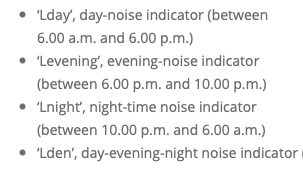 • ‘Lday’, day-noise indicator (between
6.00 a.m. and 6.00 p.m.)
• ‘Levening’, evening-noise indicator
(between 6.00 p.m. and 10.00 p.m.)
• ‘Lnight’, night-time noise indicator
(between 10.00 p.m. and 6.00 a.m.)
• ‘Lden’, day-evening-night noise indicator (